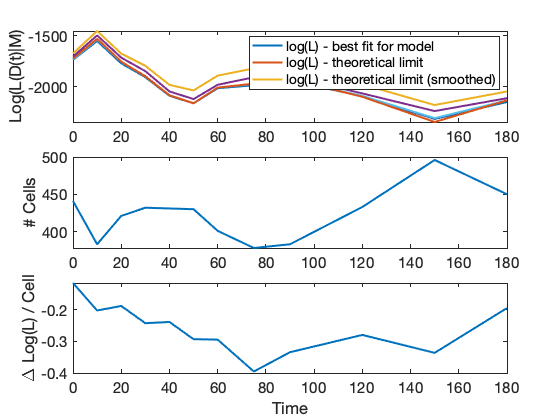 -1500
-2000
Log(L(D(t)|M)
log(L) - best fit for model
log(L) - theoretical limit
log(L) - theoretical limit (smoothed)
0 20 40 60 80 100 120 140 160 180
500
450
400
# Cells
0 20 40 60 80 100 120 140 160 180
-0.2
-0.3
-0.4
Δ Log(L) / Cell
0 20 40 60 80 100 120 140 160 180
Time